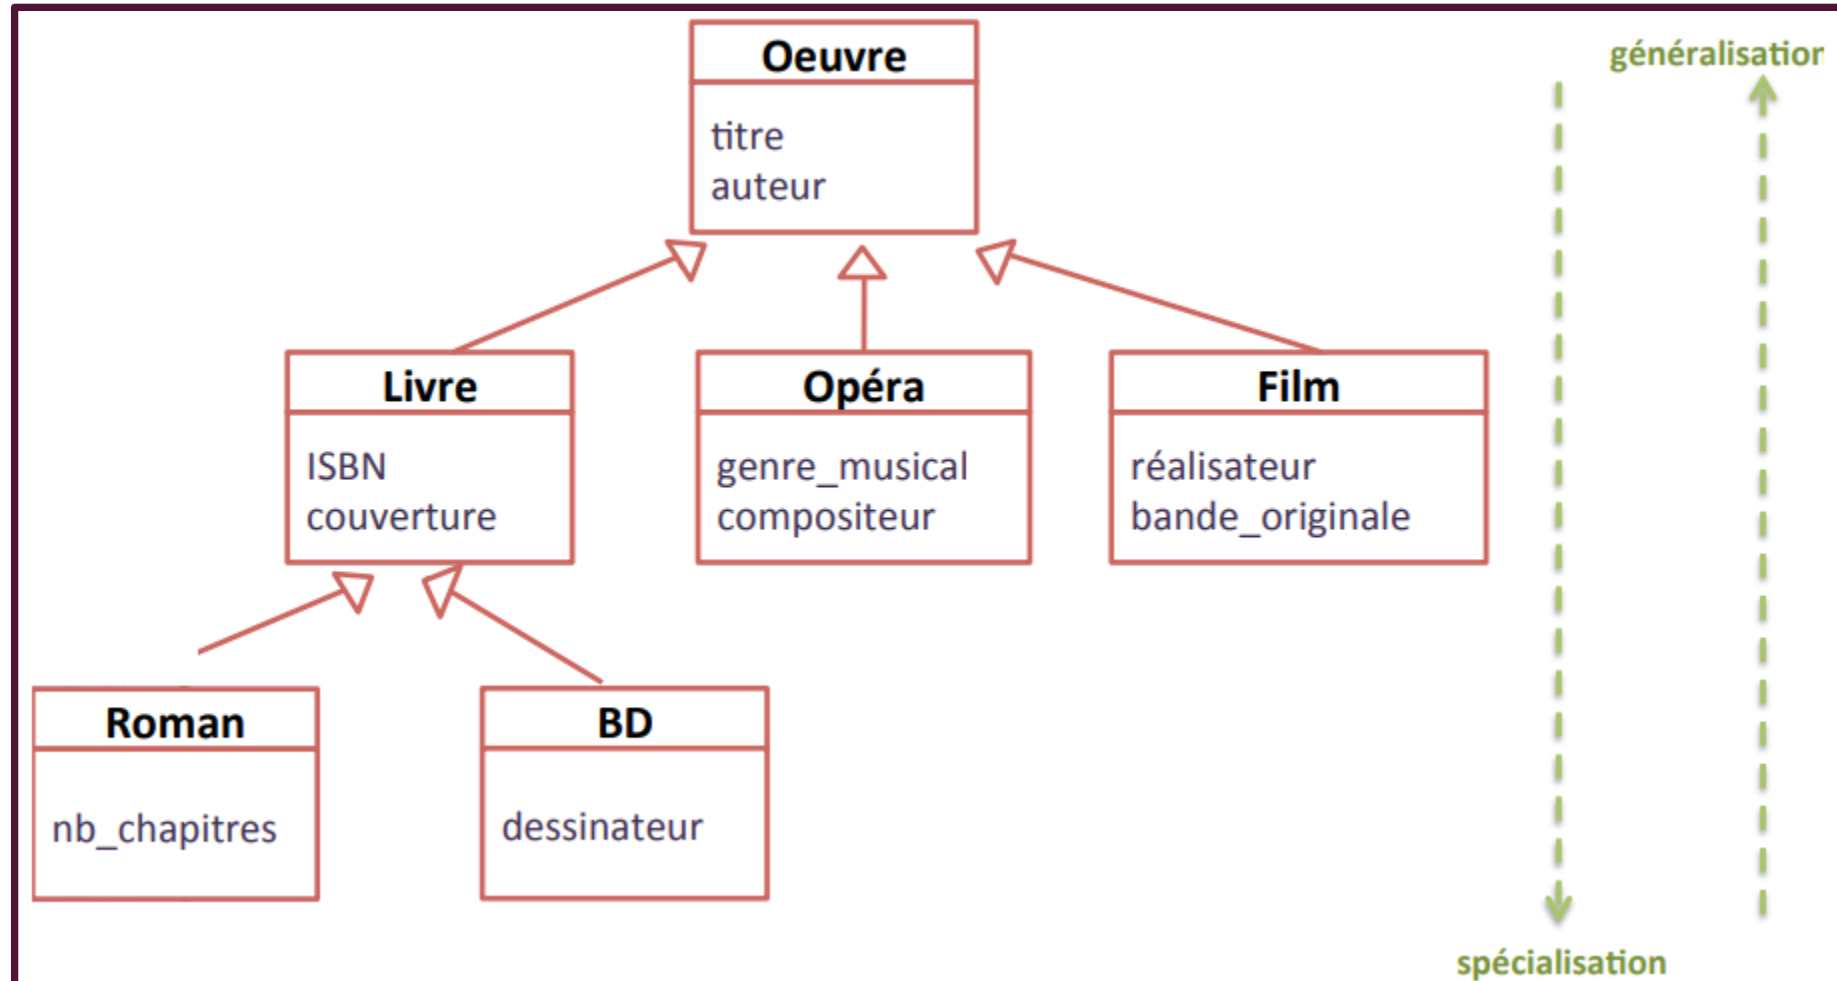 Oeuvre
titre
auteur
généralisation
Livre
ISBN
couverture
Opéra
genre_musical
compositeur
Film
réalisateur
bande_originale
Roman
nb_chapitres
BD
dessinateur
spécialisation